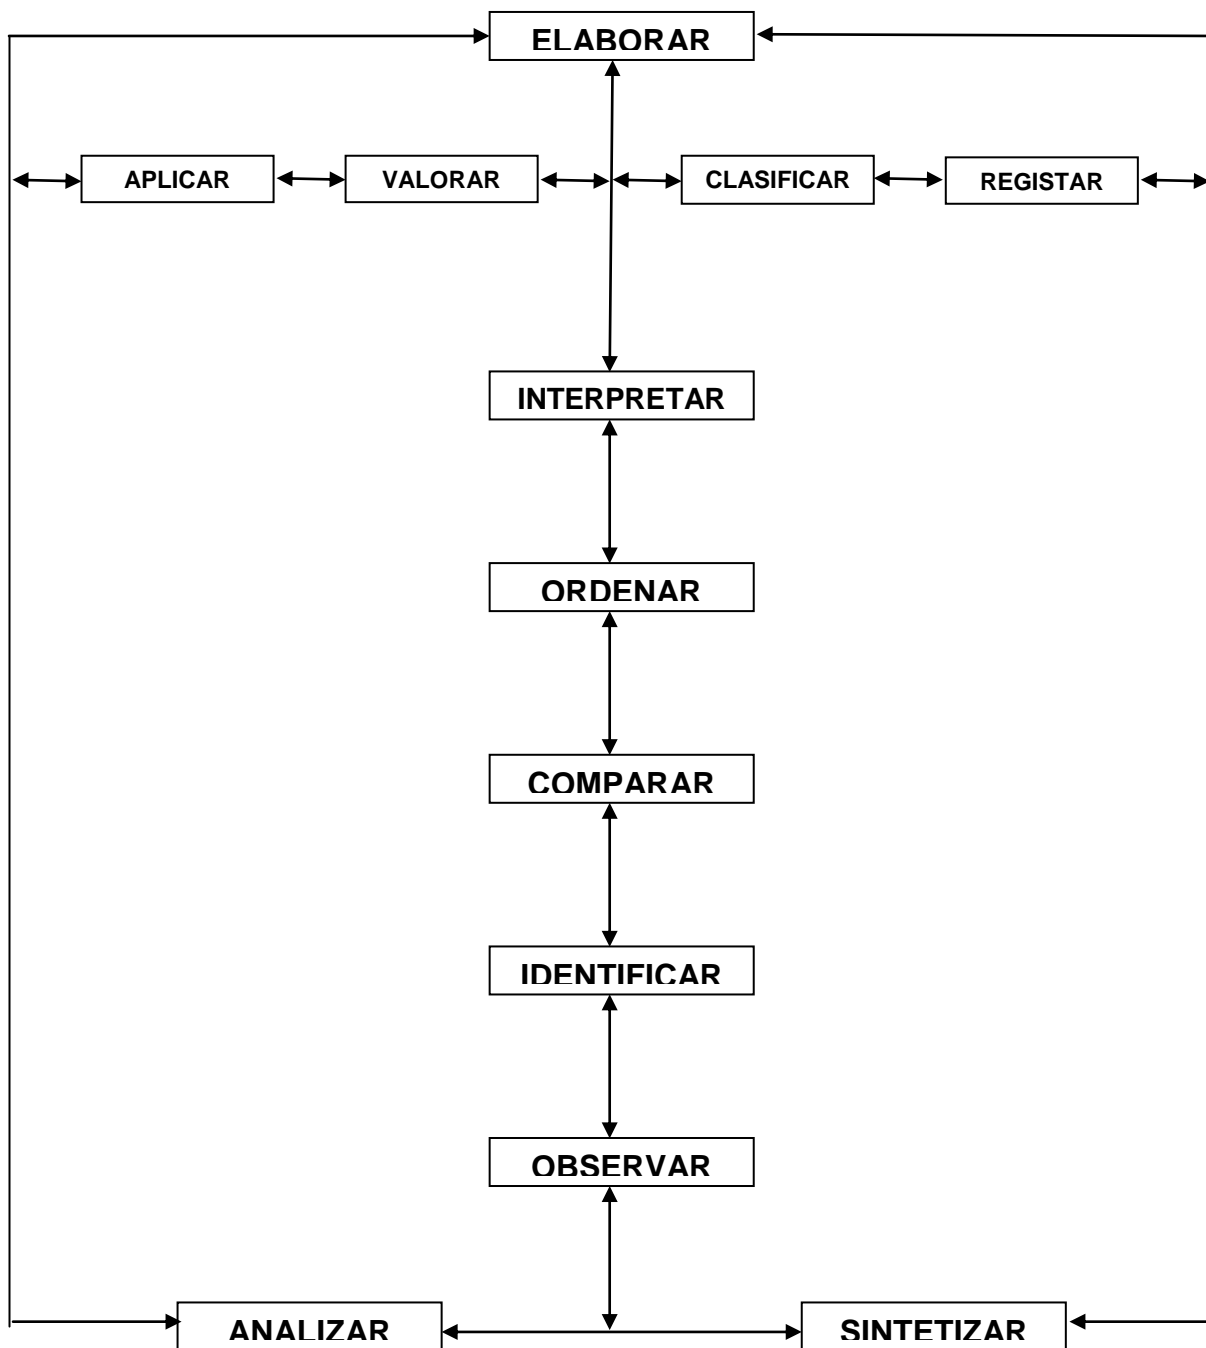 ELABORAR
APLICAR VALORAR CLASIFICAR REGISTAR
INTERPRETAR
ORDENAR
COMPARAR
IDENTIFICAR
OBSERVAR
ANALIZAR SINTETIZAR